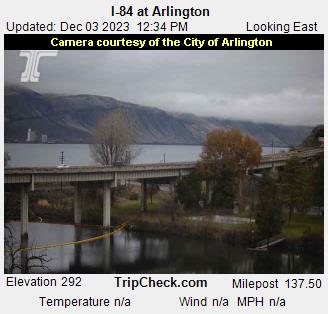 I-84 at Arlington
Updated: Dec 03 2023 12:34 PM Looking East
Camera courtesy of the City of Arlington
Elevation 292 TripCheck.com Milepost 137.50
Temperature n/a Wind n/a MPH n/a